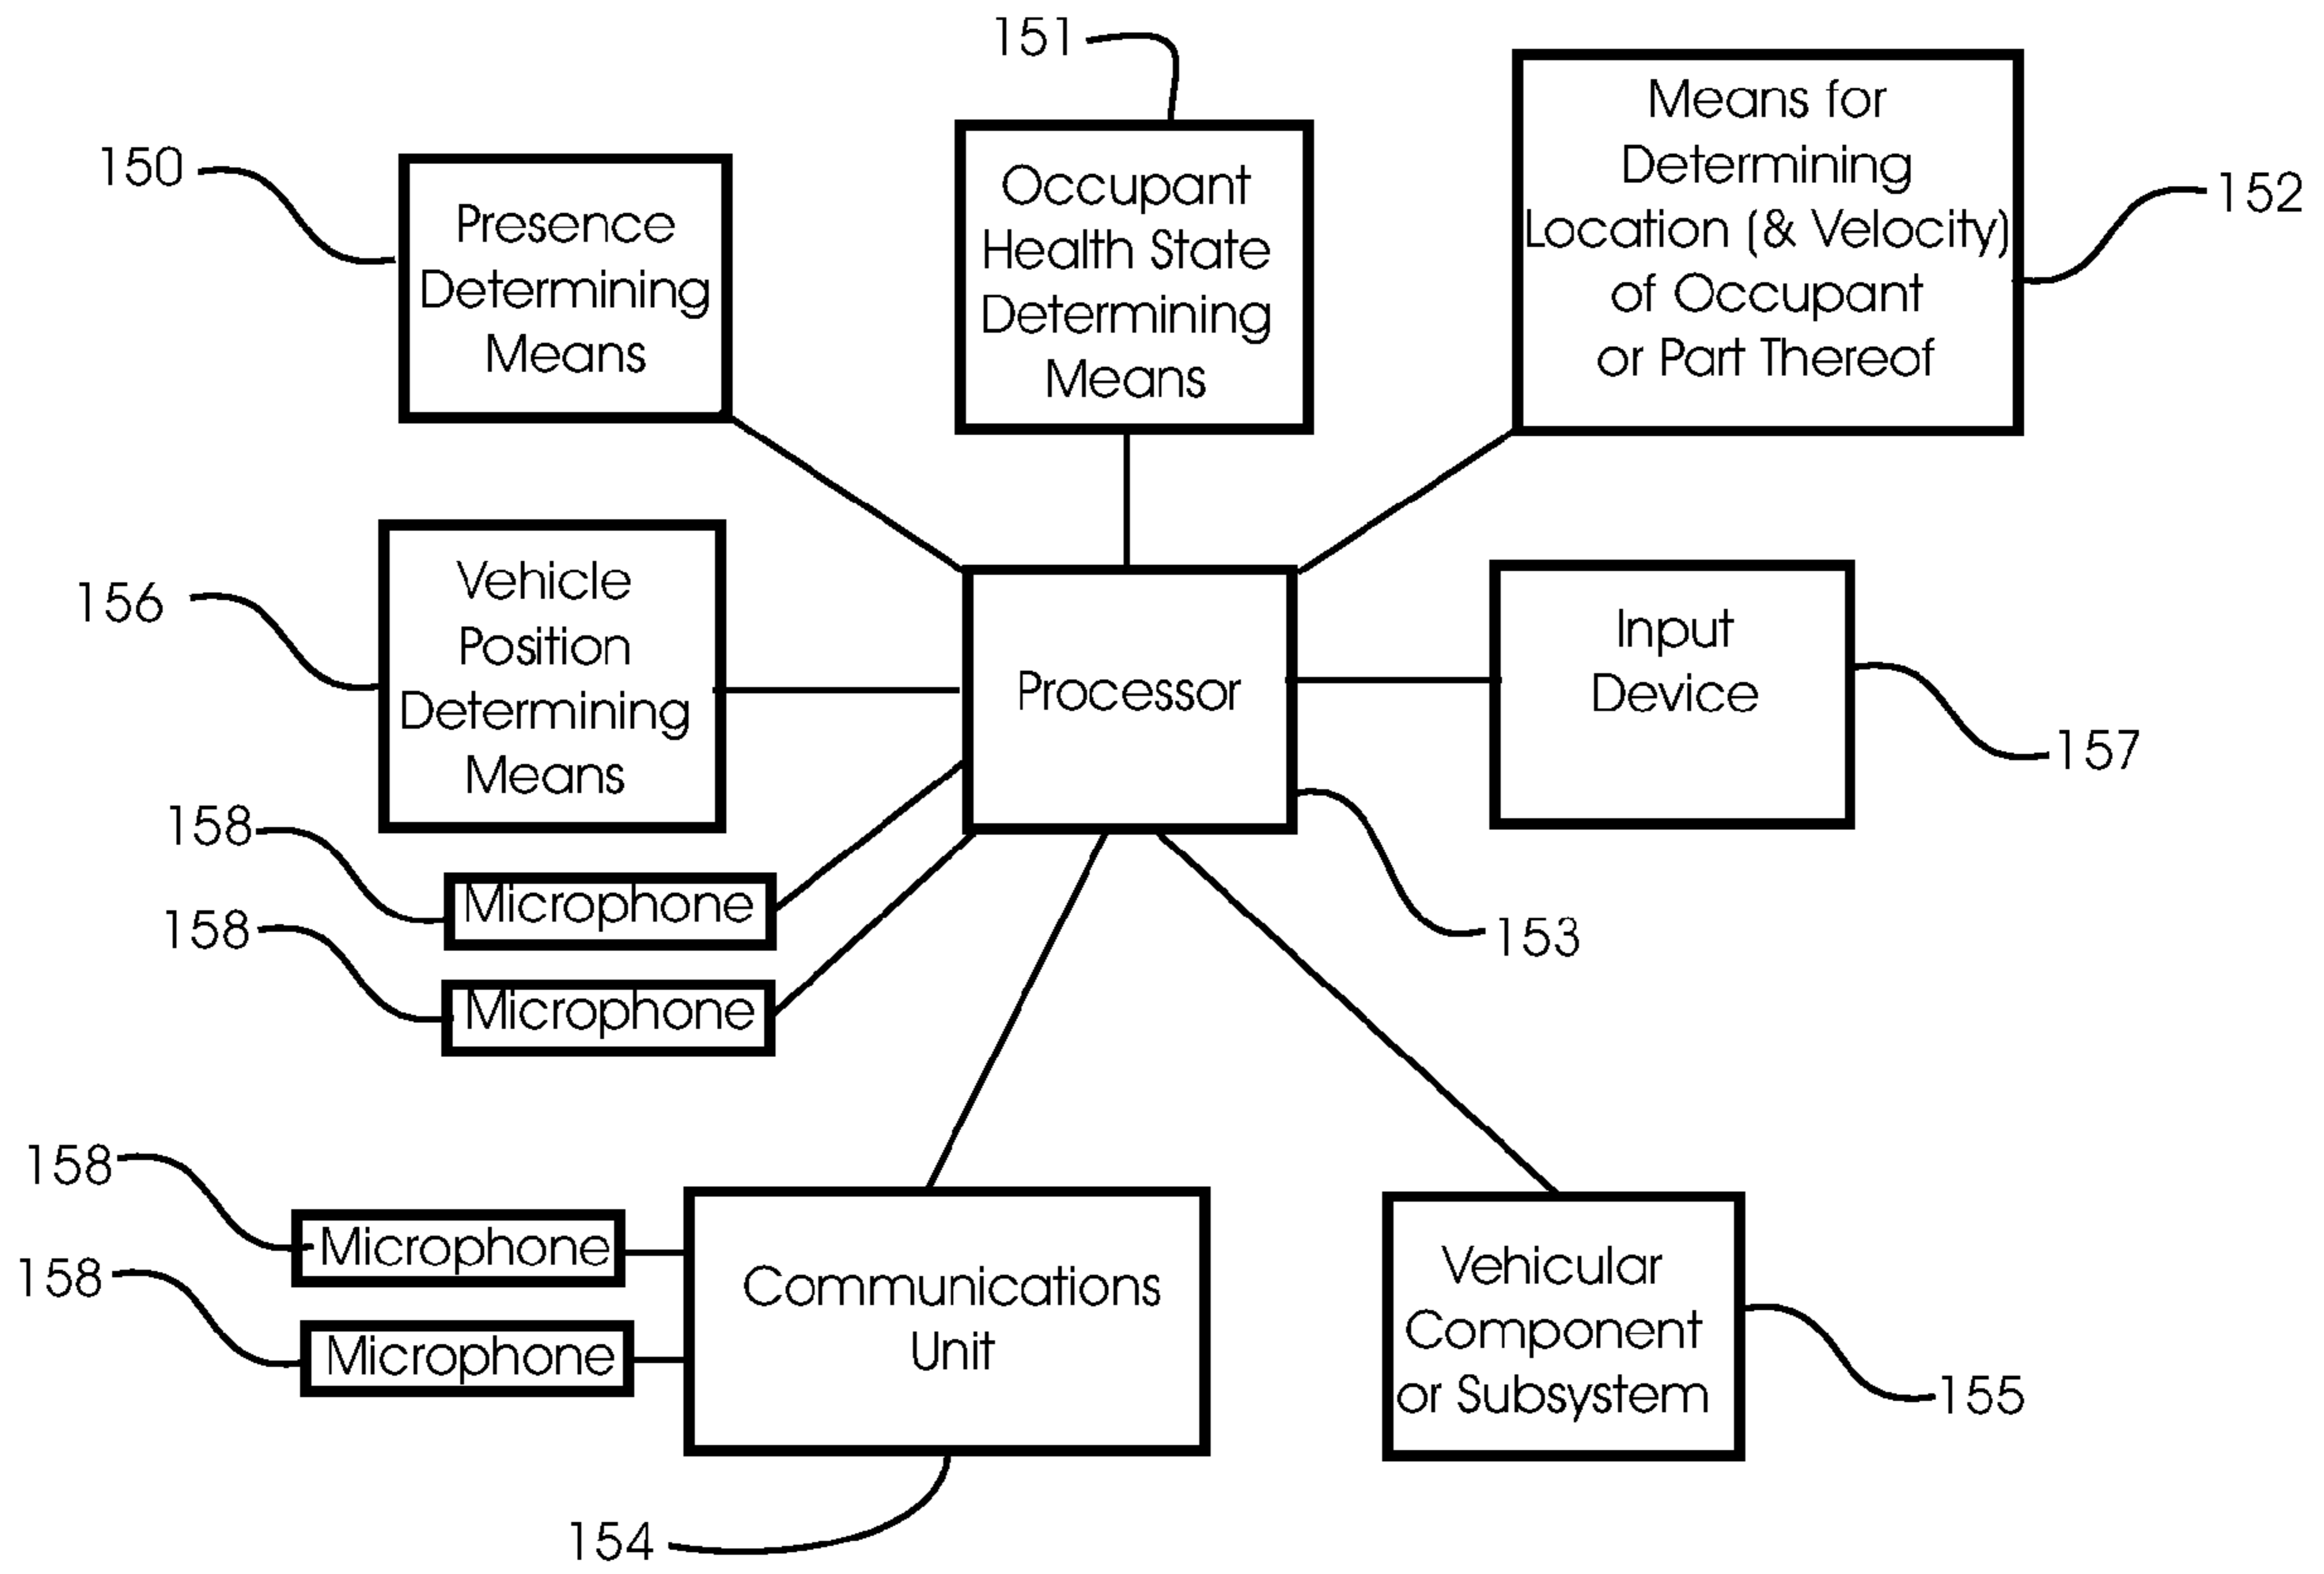 151
150
Presence
Determining
Means
Occupant
Health State
Determining
Means
Means for
Determining
Location (& Velocity)
of Occupant
or Part Thereof
152
156
Vehicle
Position
Determining
Means
Processor
Input
Device
157
158
Microphone
158
Microphone
153
158
Microphone
158
Microphone
Communications
Unit
154
Vehicular
Component
or Subsystem
155